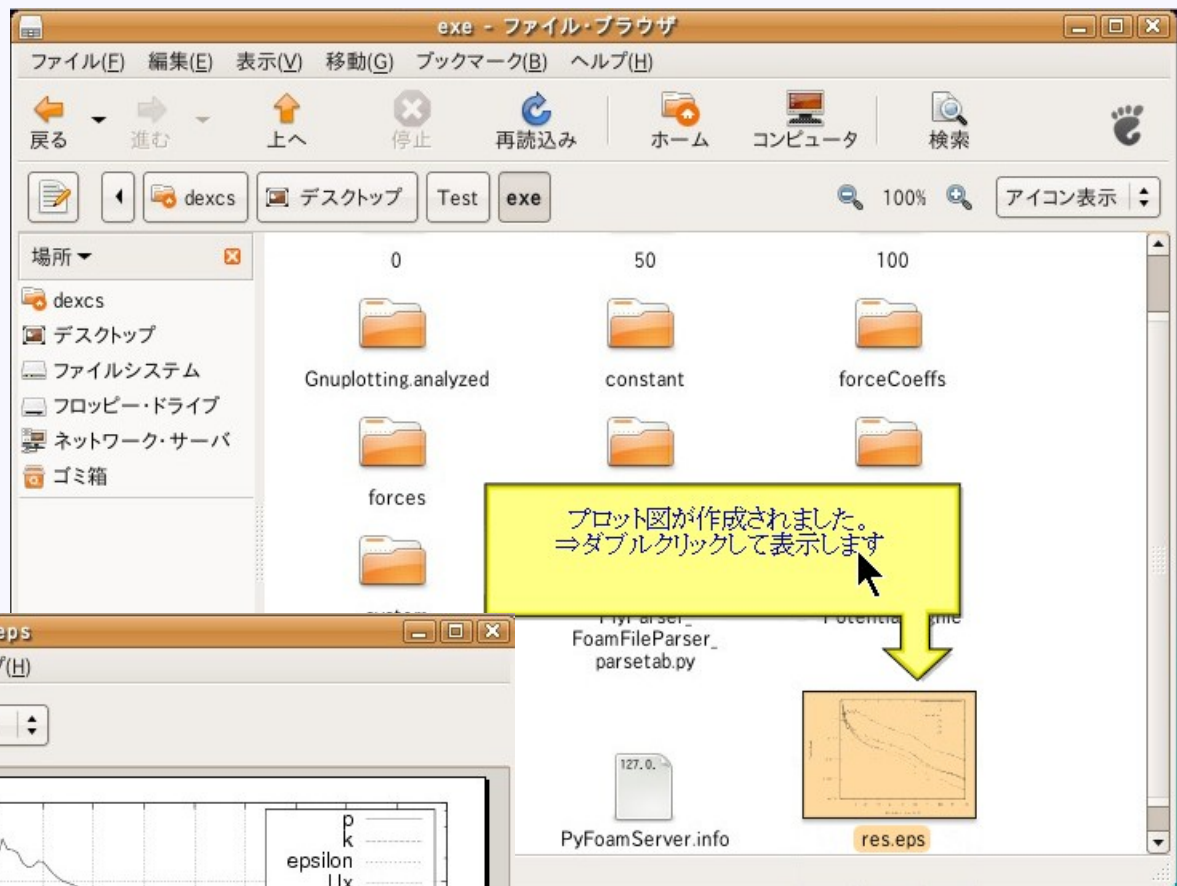 exe - ファイル・ブラウザ
ファイル(F) 編集(E) 表示(V) 移動(G) ブックマーク(B) ヘルプ(H)
戻る 進む 上へ 停止 再読込み ホーム コンピュータ 検索
dexcs デスクトップ Test exe 100% アイコン表示
場所
dexcs
デスクトップ
ファイルシステム
フロッピー・ドライブ
ネットワーク・サーバ
ゴミ箱
0 50 100
Gnuplotting.analyzed constant forceCoeffs
forces
プロット図が作成されました。
⇒ダブルクリックして表示します
FoamFileParser_
parsetab.py
127.0.
PyFoamServer.info res.eps
eps
(H)
p
k
epsilon
Ux